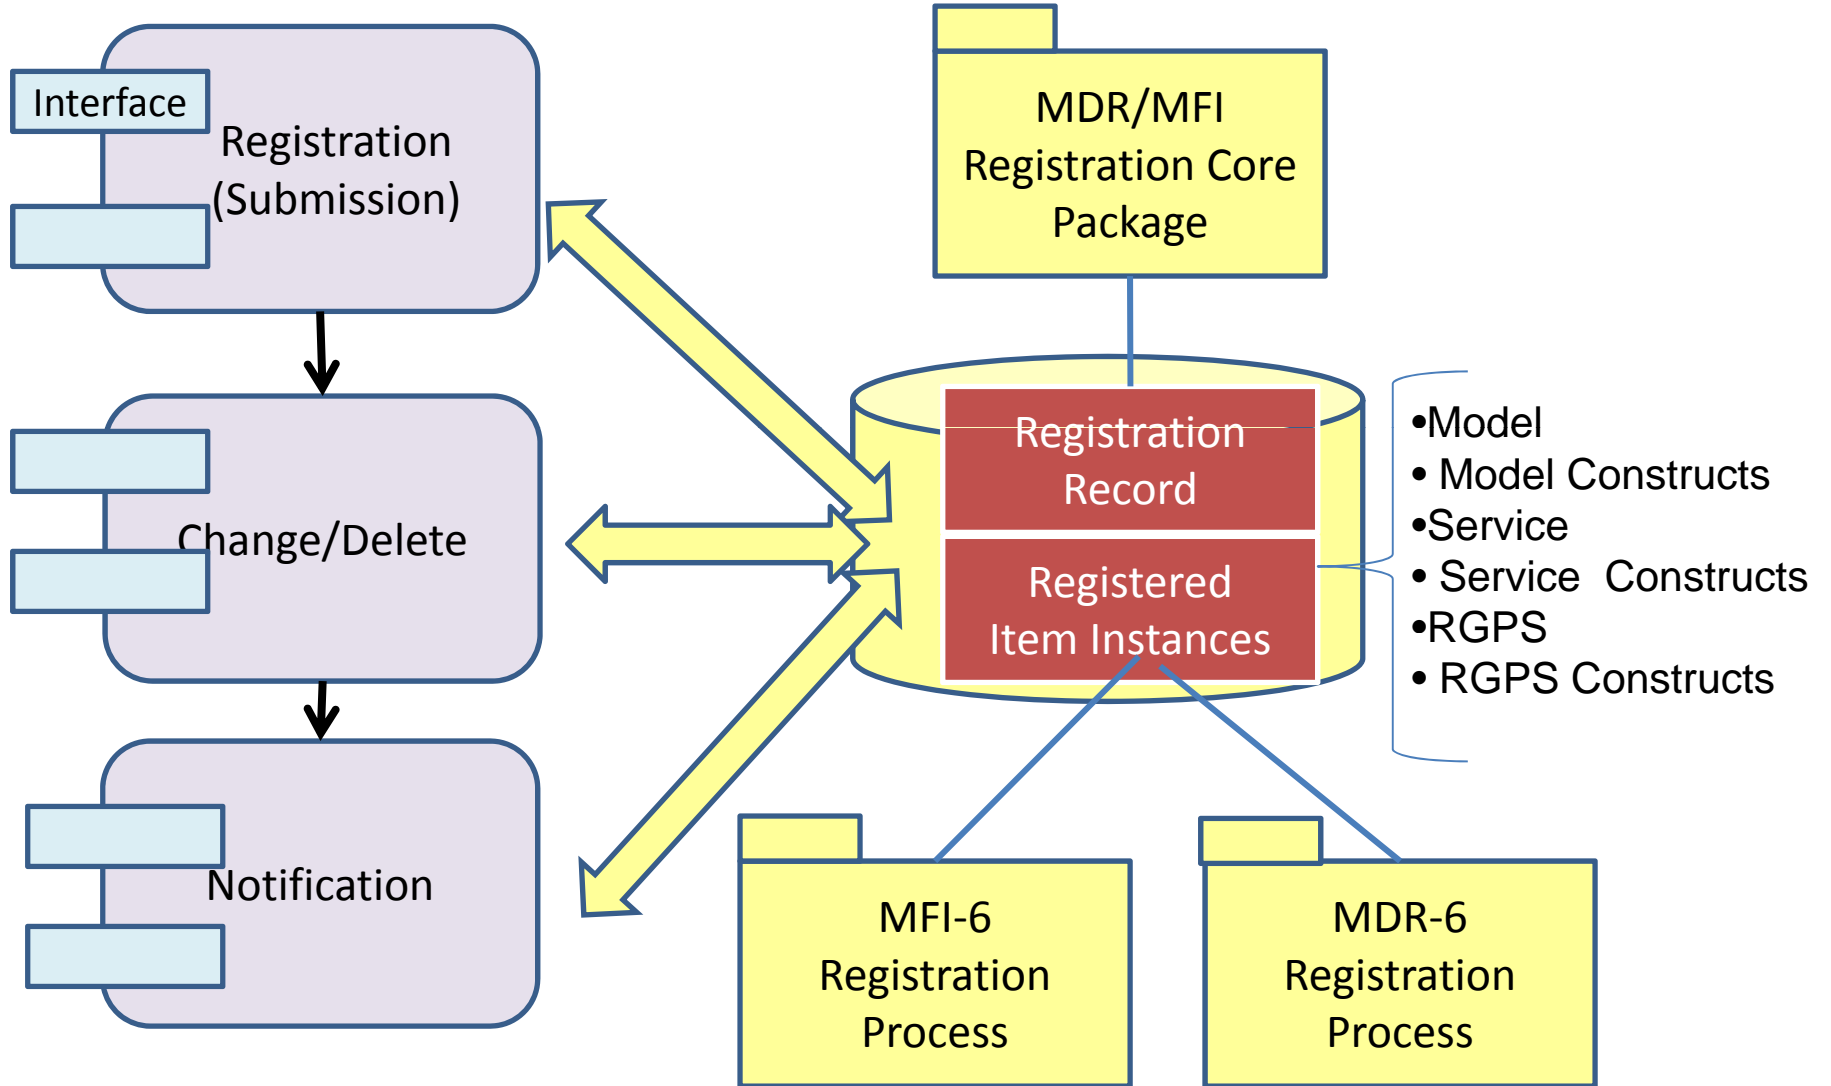 Interface
Registration
(Submission)
Change/Delete
Notification
MDR/MFI
Registration Core
Package
Registration
Record
Registered
Item Instances
•Model
• Model Constructs
•Service
• Service  Constructs
•RGPS
• RGPS Constructs
MFI-6
Registration
Process
MDR-6
Registration
Process